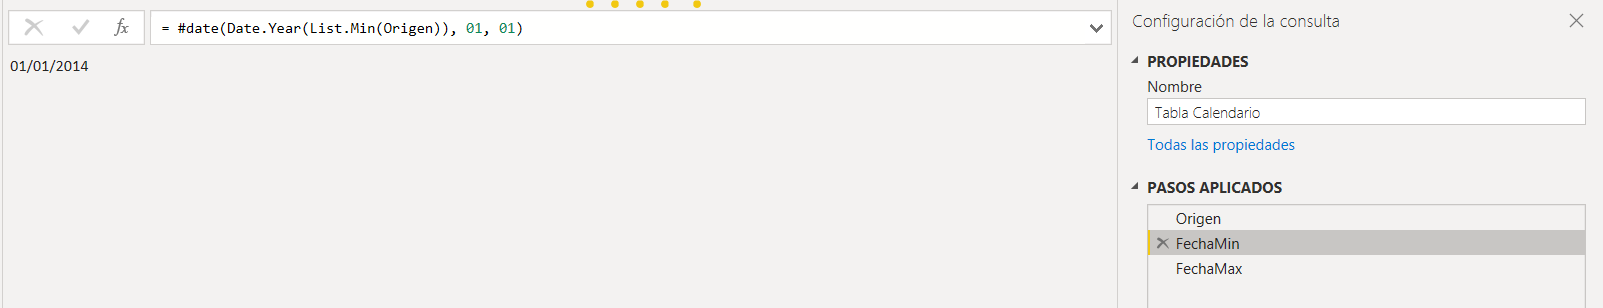 fx
= #date(Date.Year(List.Min(Origen)), 01, 01)
01/01/2014
Configuración de la consulta
PROPIEDADES
Nombre
Tabla Calendario
Todas las propiedades
PASOS APLICADOS
Origen
FechaMin
FechaMax